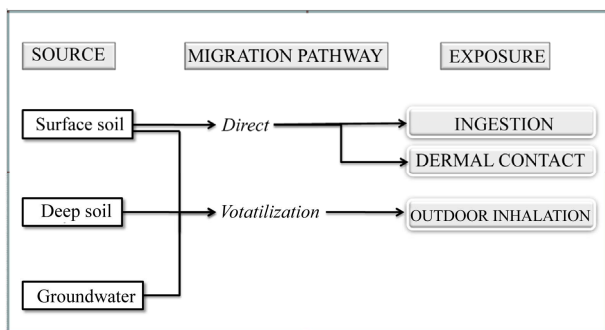 SOURCE MIGRATION PATHWAY EXPOSURE
Surface soil Direct INGESTION
DERMAL CONTACT
Deep soil Votatilization OUTDOOR INHALATION
Groundwater